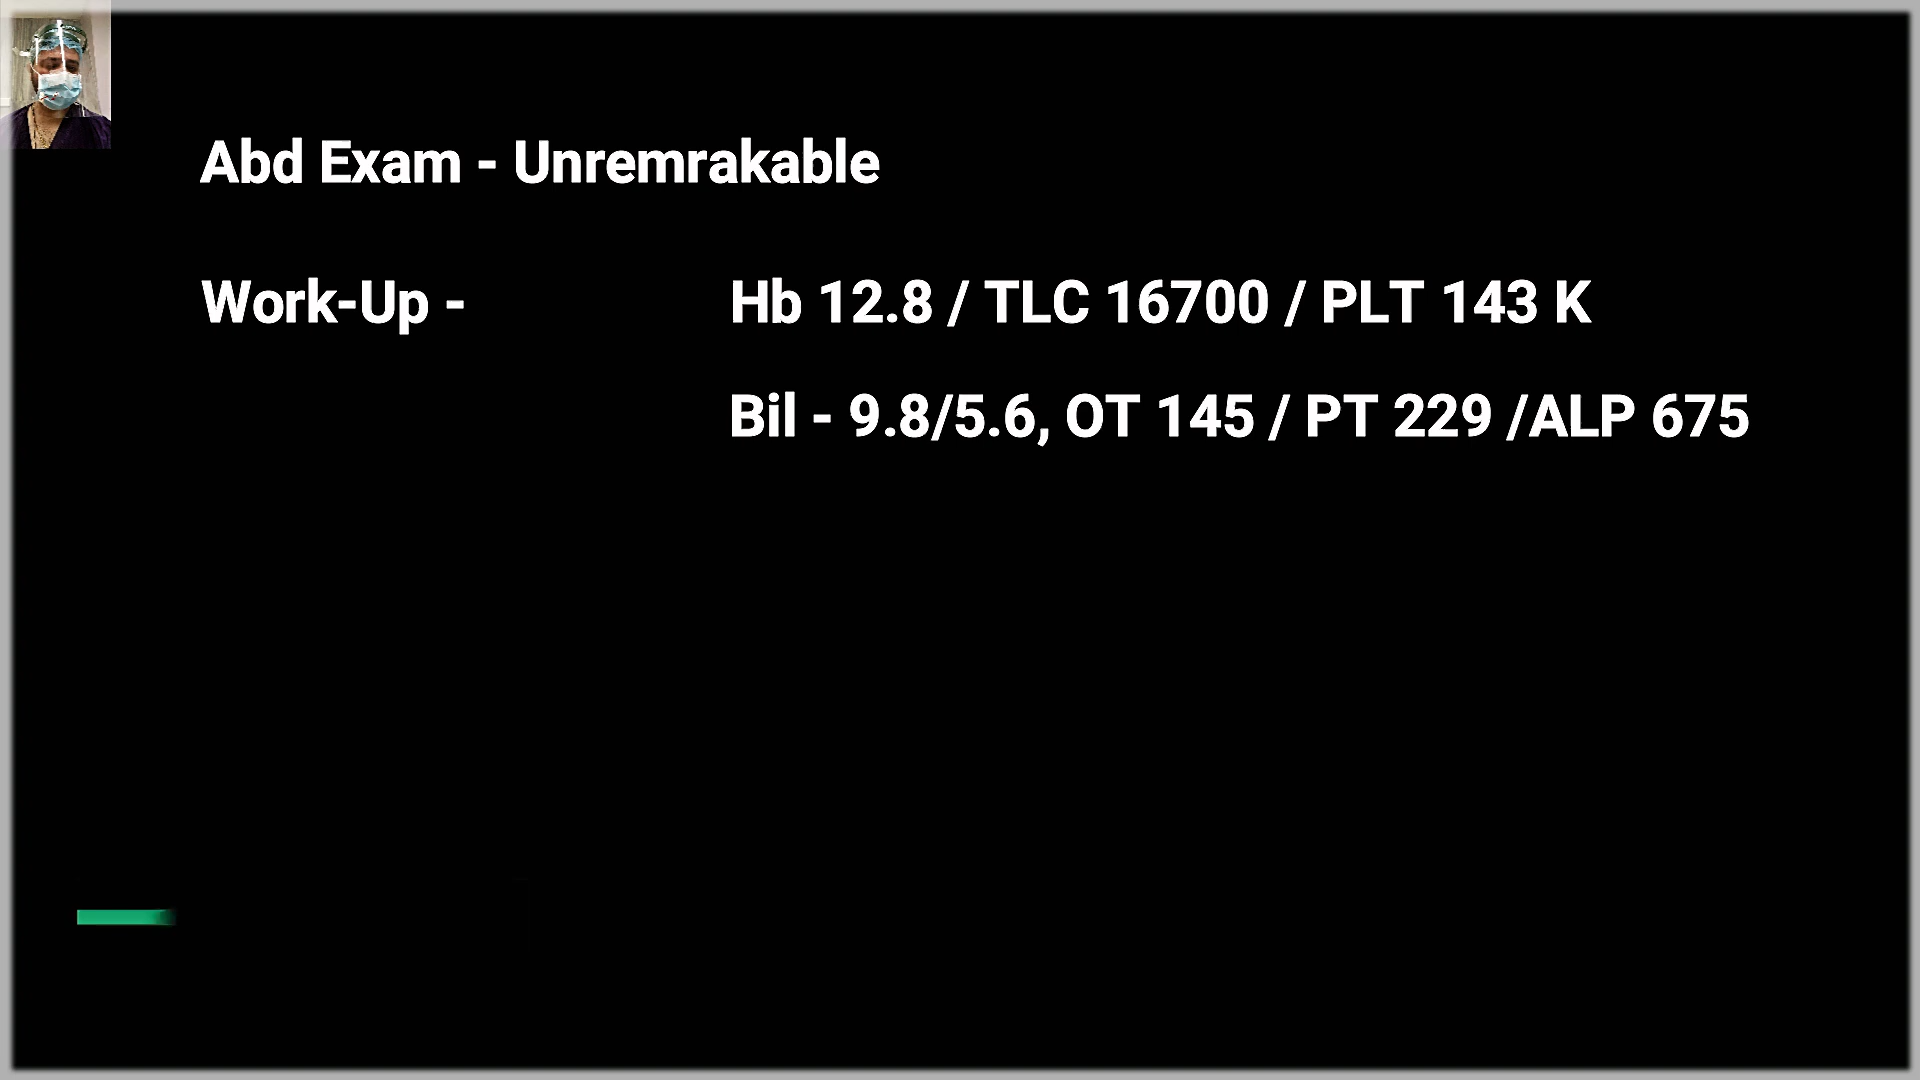 Abd Exam - Unremrakable
Work-Up - Hb 12.8 / TLC 16700 / PLT 143 K
Bil - 9.8/5.6, OT 145 / PT 229 /ALP 675